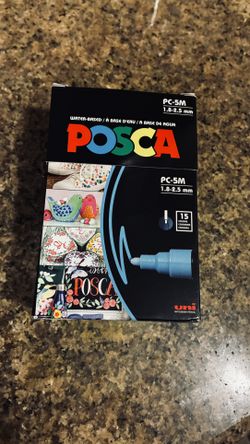 PC-5M
1.8-2.5 mm
WATER-BASED / À BASE D'EAU / A BASE DE AGUA
POSCA
PC-5M
1.8-2.5 mm
15
POSCA
uni